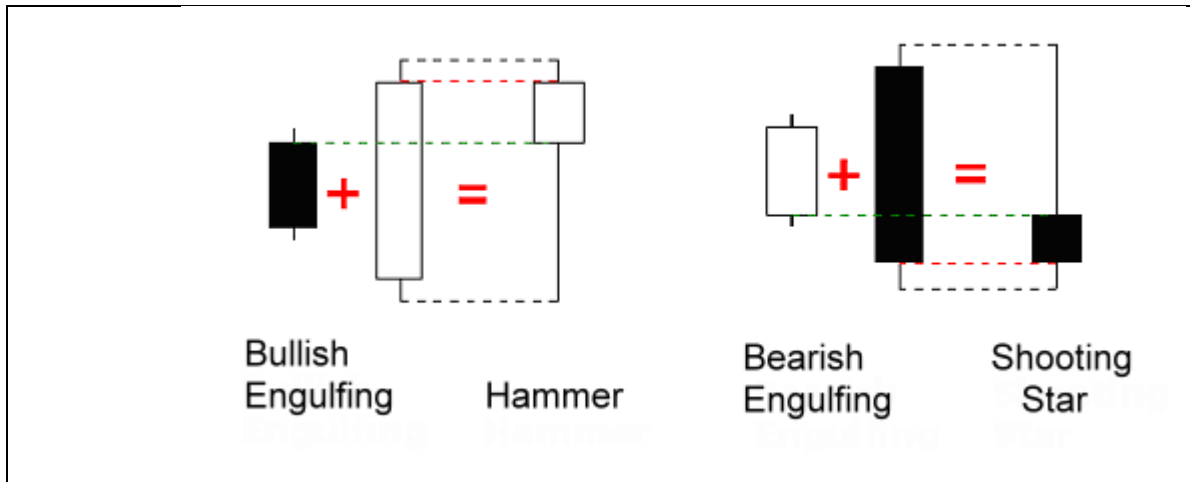 + =
+ =
Bullish
Engulfing
Hammer
Bearish
Engulfing
Shooting
Star